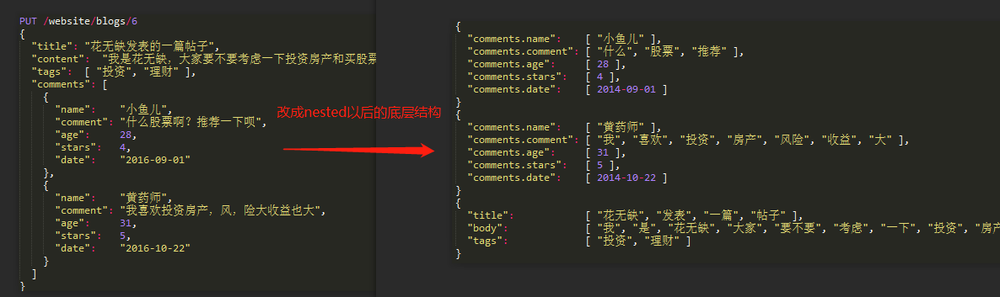 PUT /website/blogs/6
{
"title": "花无缺发表的一篇帖子",
"content": "我是花无缺，大家要不要考虑一下投资房产和买股票
"tags": [ "投资", "理财" ],
"comments": [
{
"name": "小鱼儿",
"comment": "什么股票啊？推荐一下呗",
"age": 28,
"stars": 4,
"date": "2016-09-01"
},
{
"name": "黄药师",
"comment": "我喜欢投资房产，风，险大收益也大",
"age": 31,
"stars": 5,
"date": "2016-10-22"
}
]
}
改成nested以后的底层结构
{
"comments.name": [ "小鱼儿" ],
"comments.comment": [ "什么", "股票", "推荐" ],
"comments.age": [ 28 ],
"comments.stars": [ 4 ],
"comments.date": [ 2014-09-01 ]
}
{
"comments.name": [ "黄药师" ],
"comments.comment": [ "我", "喜欢", "投资", "房产", "风险", "收益", "大" ],
"comments.age": [ 31 ],
"comments.stars": [ 5 ],
"comments.date": [ 2014-10-22 ]
}
{
"title": [ "花无缺", "发表", "一篇", "帖子" ],
"body": [ "我", "是", "花无缺", "大家", "要不要", "考虑", "一下", "投资", "房产
"tags": [ "投资", "理财" ]
}